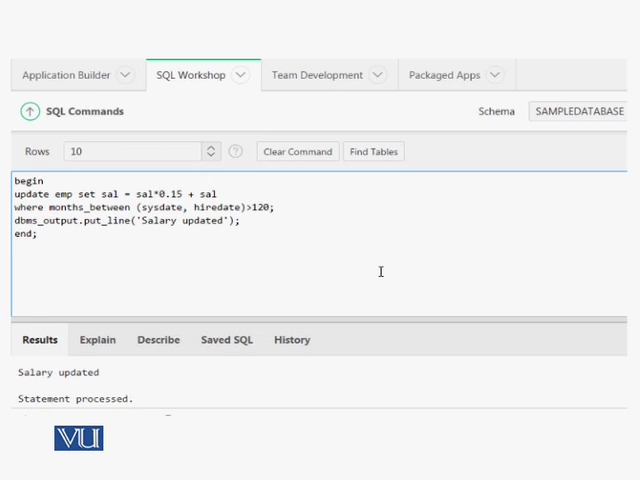 Application Builder
SQL Workshop
Team Development
Packaged Apps
SQL Commands
Schema
SAMPLEDATABASE
Rows
10
?
Clear Command
Find Tables
begin
update emp set sal = sal*0.15 + sal
where months_between (sysdate, hiredate)>120;
dbms_output.put_line('Salary updated');
end;
Results
Explain
Describe
Saved SQL
History
Salary updated
Statement processed.
VU